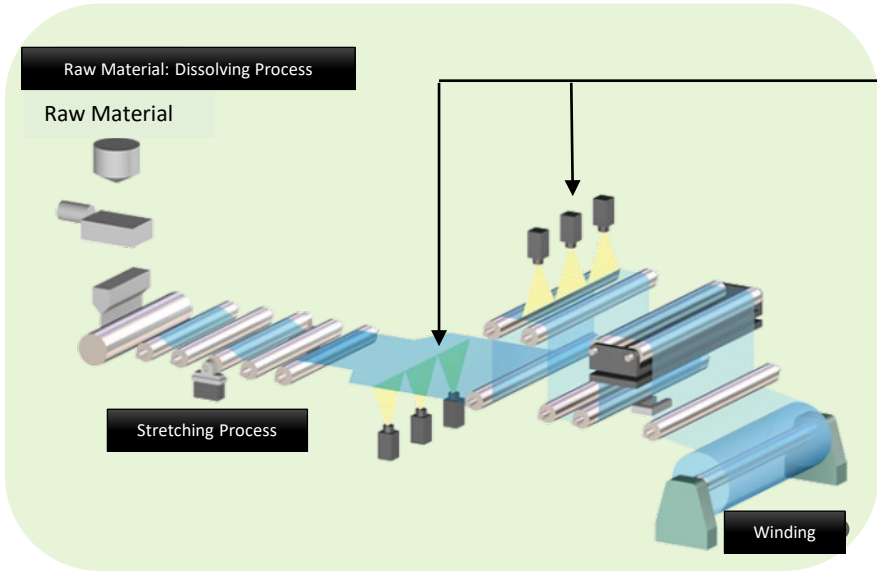 Raw Material: Dissolving Process
Raw Material
Stretching Process
Winding